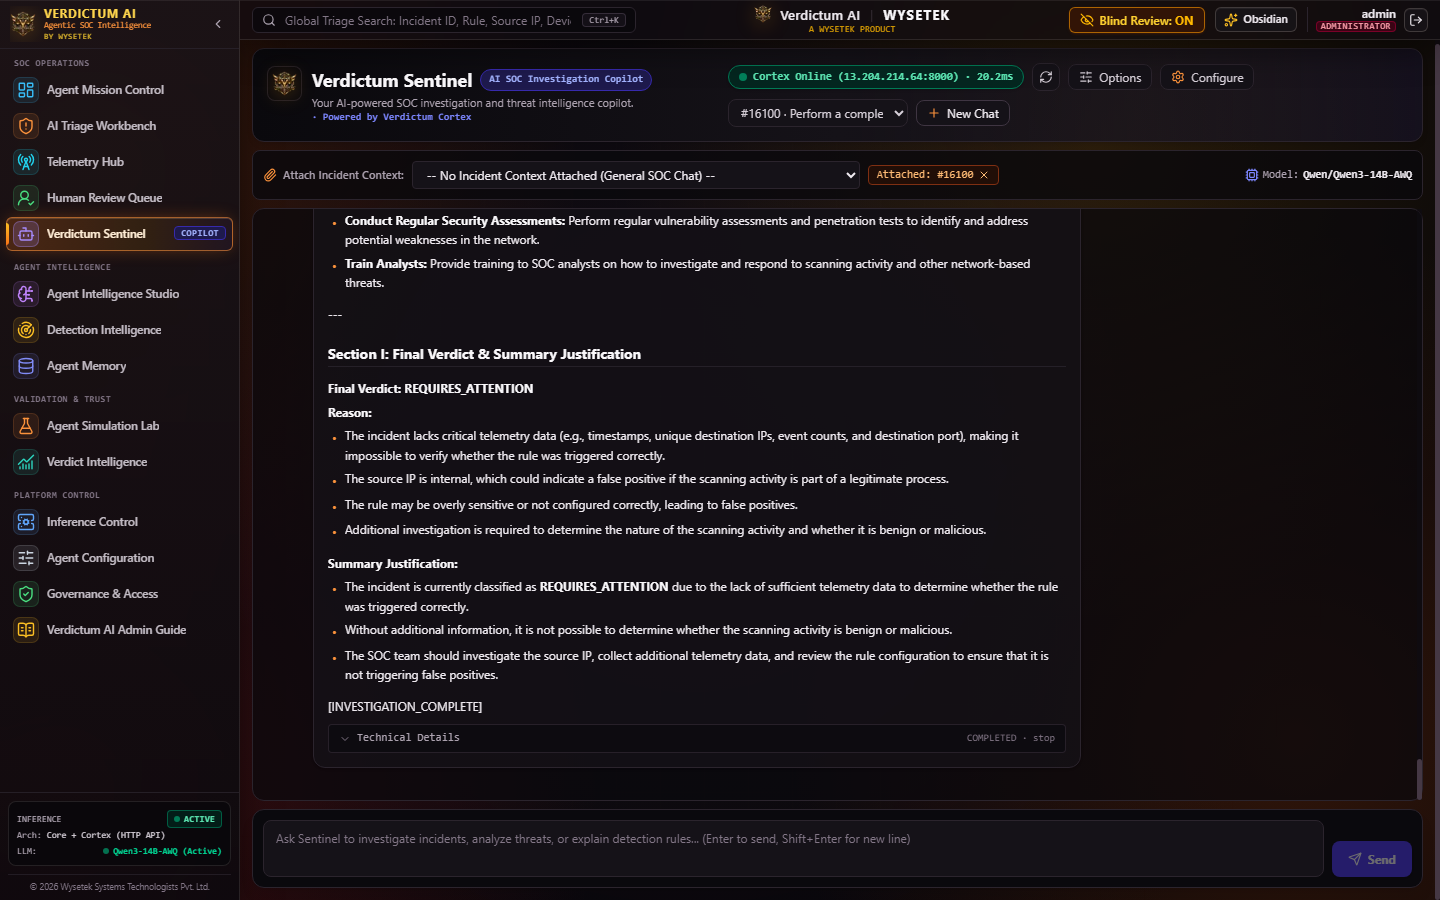 VERDICTUM AI
Agentic SOC Intelligence
BY WYSETEK
SOC OPERATIONS
Agent Mission Control
AI Triage Workbench
Telemetry Hub
Human Review Queue
Verdictum Sentinel
COPILOT
AGENT INTELLIGENCE
Agent Intelligence Studio
Detection Intelligence
Agent Memory
VALIDATION & TRUST
Agent Simulation Lab
Verdict Intelligence
PLATFORM CONTROL
Inference Control
Agent Configuration
Governance & Access
Verdictum AI Admin Guide
INFERENCE
ACTIVE
Arch: Core + Cortex (HTTP API)
LLM: Qwen3-14B-AWQ (Active)
© 2026 Wysetek Systems Technologists Pvt. Ltd.
Global Triage Search: Incident ID, Rule, Source IP, Devi
Ctrl+K
Verdictum AI | WYSETEK
A WYSETEK PRODUCT
Blind Review: ON
Obsidian
admin
ADMINISTRATOR
Verdictum Sentinel
AI SOC Investigation Copilot
Your AI-powered SOC investigation and threat intelligence copilot.
· Powered by Verdictum Cortex
Cortex Online (13.204.214.64:8000) · 20.2ms
Options
Configure
#16100 · Perform a comple
New Chat
Attach Incident Context:
-- No Incident Context Attached (General SOC Chat) --
Attached: #16100 ×
Model: Qwen/Qwen3-14B-AWQ
• Conduct Regular Security Assessments: Perform regular vulnerability assessments and penetration tests to identify and address
potential weaknesses in the network.
• Train Analysts: Provide training to SOC analysts on how to investigate and respond to scanning activity and other network-based
threats.
---
Section I: Final Verdict & Summary Justification
Final Verdict: REQUIRES_ATTENTION
Reason:
• The incident lacks critical telemetry data (e.g., timestamps, unique destination IPs, event counts, and destination port), making it
impossible to verify whether the rule was triggered correctly.
• The source IP is internal, which could indicate a false positive if the scanning activity is part of a legitimate process.
• The rule may be overly sensitive or not configured correctly, leading to false positives.
• Additional investigation is required to determine the nature of the scanning activity and whether it is benign or malicious.
Summary Justification:
• The incident is currently classified as REQUIRES_ATTENTION due to the lack of sufficient telemetry data to determine whether the rule
was triggered correctly.
• Without additional information, it is not possible to determine whether the scanning activity is benign or malicious.
• The SOC team should investigate the source IP, collect additional telemetry data, and review the rule configuration to ensure that it is
not triggering false positives.
[INVESTIGATION_COMPLETE]
Technical Details
COMPLETED · stop
Ask Sentinel to investigate incidents, analyze threats, or explain detection rules... (Enter to send, Shift+Enter for new line)
Send